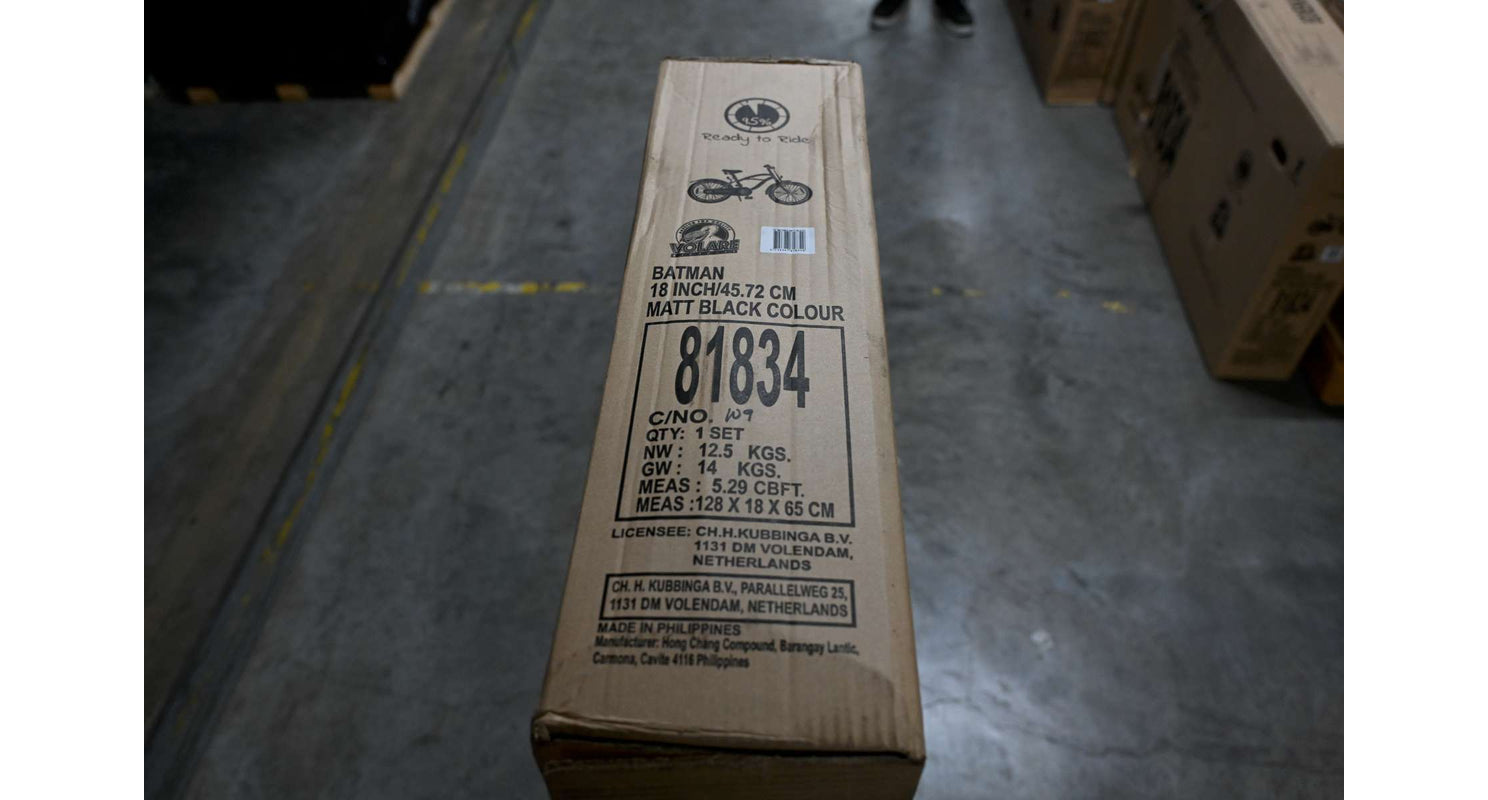 95%
Ready to Ride
VOLARE
BATMAN
18 INCH/45.72 CM
MATT BLACK COLOUR
81834
C/NO. 109
QTY: 1 SET
NW : 12.5 KGS.
GW : 14 KGS.
MEAS : 5.29 CBFT.
MEAS :128 X 18 X 65 CM
LICENSEE: CH.H.KUBBINGA B.V.
1131 DM VOLENDAM,
NETHERLANDS
CH. H. KUBBINGA B.V., PARALLELWEG 25,
1131 DM VOLENDAM, NETHERLANDS
MADE IN PHILIPPINES
Manufacturer: Hong Chang Compound, Barangay Lantic,
Carmona, Cavite 4116 Philippines